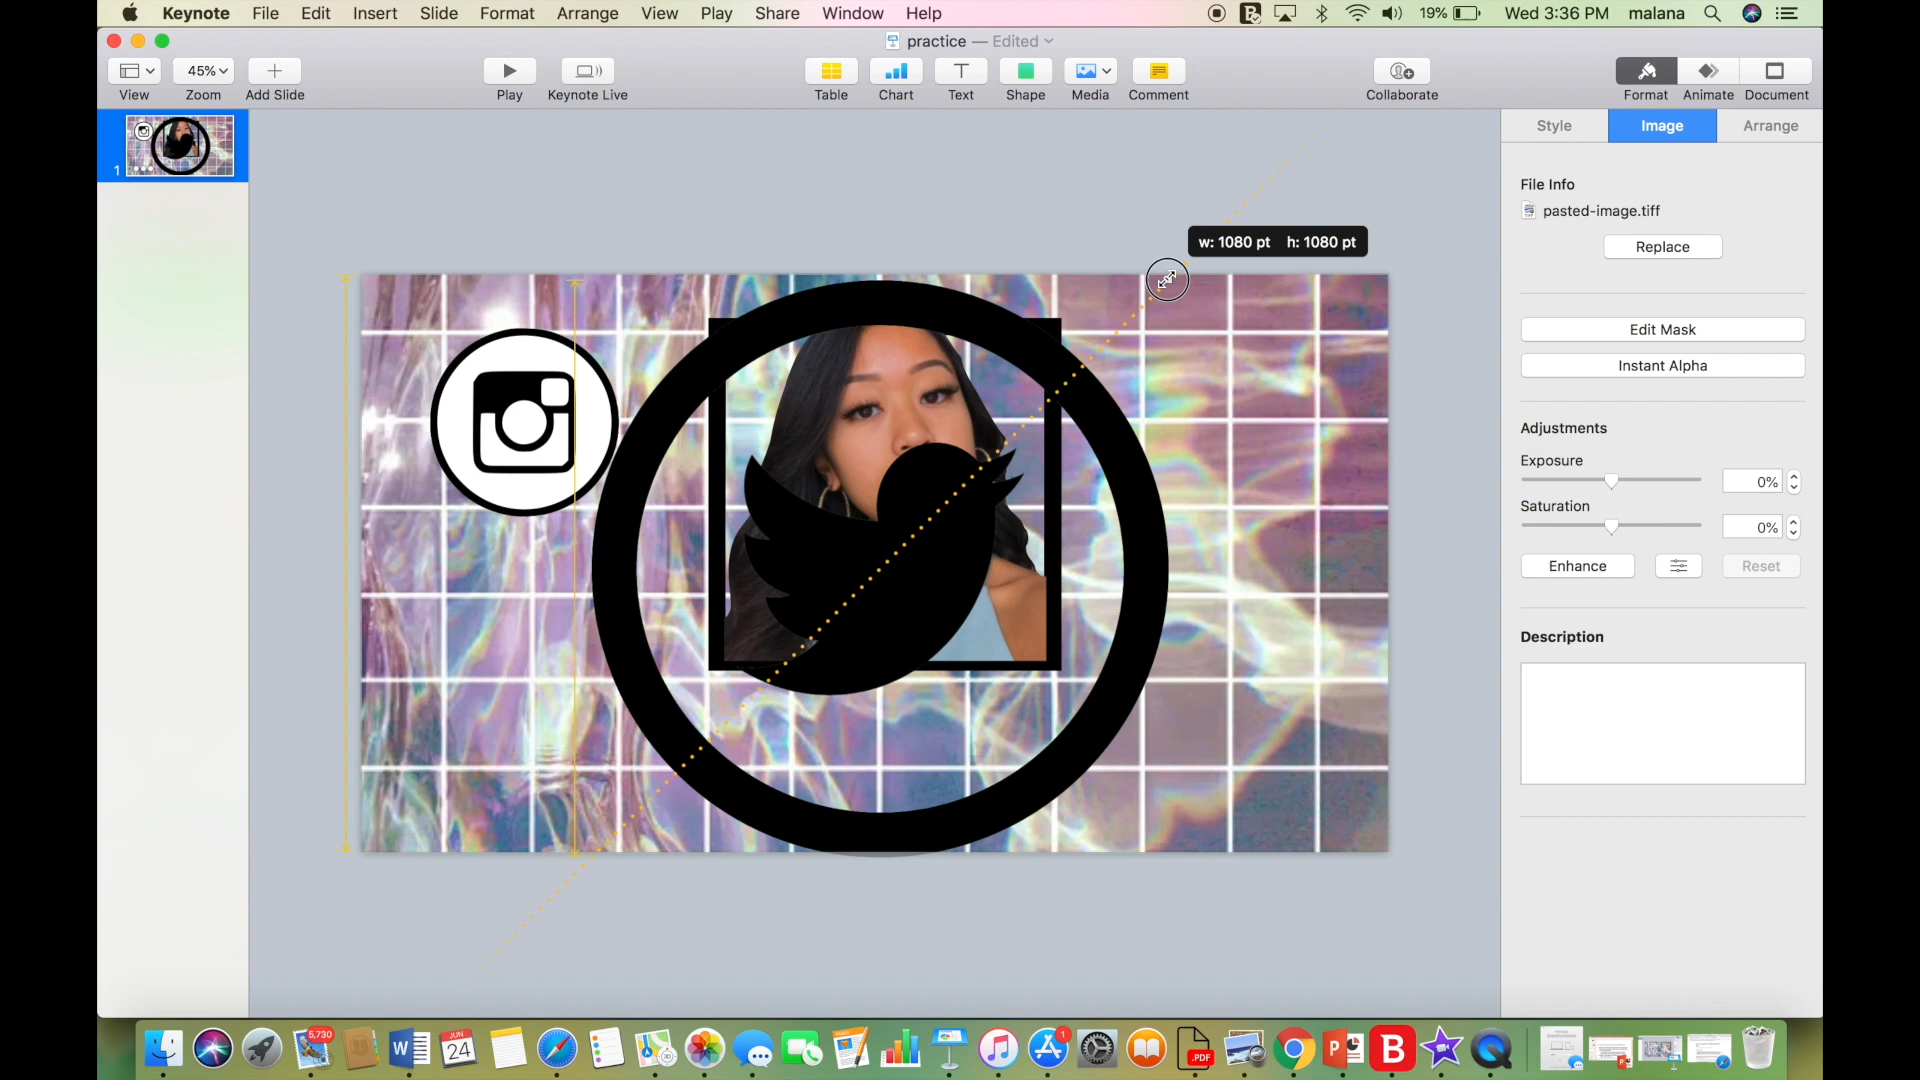 Keynote File Edit Insert Slide Format Arrange View Play Share Window Help 19% Wed 3:36 PM malana
practice — Edited
45%
View Zoom Add Slide Play Keynote Live Table Chart Text Shape Media Comment Collaborate Format Animate Document
Style Image Arrange
1
File Info
pasted-image.tiff
Replace
w: 1080 pt h: 1080 pt
Edit Mask
Instant Alpha
Adjustments
Exposure
0%
Saturation
0%
Enhance Reset
Description
5,730
W
JUN
24
1
.PDF
P
B